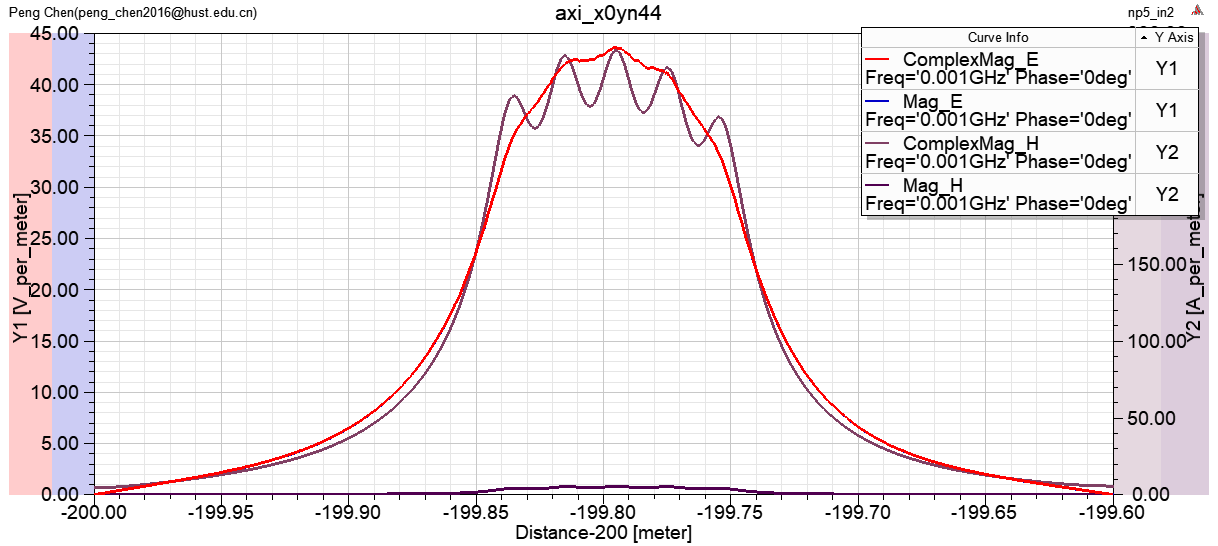 Peng Chen(peng_chen2016@hust.edu.cn)
axi_x0yn44
np5_in2
Curve Info
Y Axis
ComplexMag_E
Freq='0.001GHz' Phase='0deg'
Y1
Mag_E
Freq='0.001GHz' Phase='0deg'
Y1
ComplexMag_H
Freq='0.001GHz' Phase='0deg'
Y2
Mag_H
Freq='0.001GHz' Phase='0deg'
Y2
45.00
40.00
35.00
30.00
25.00
20.00
15.00
10.00
5.00
0.00
Y1 [V_per_meter]
150.00
100.00
50.00
0.00
Y2 [A_per_meter]
-200.00
-199.95
-199.90
-199.85
-199.80
-199.75
-199.70
-199.65
-199.60
Distance-200 [meter]